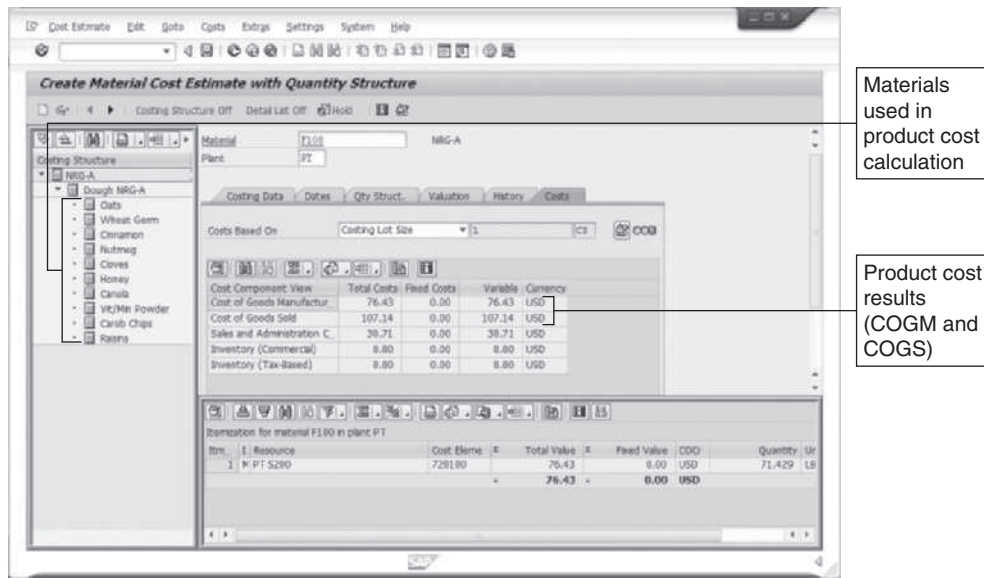 Cost Estimate Edit Goto Costs Extras Settings System Help
Create Material Cost Estimate with Quantity Structure
Costing Structure Off Detail List Off Hold
Material F100 NRG-A
Plant PT
Costing Structure
NRG-A
Dough NRG-A
Oats
Wheat Germ
Cinnamon
Nutmeg
Cloves
Honey
Canola
Vit/Min Powder
Carob Chips
Raisins
Costing Data Dates Qty Struct. Valuation History Costs
Costs Based On Costing Lot Size 1 CS
Cost Component View Total Costs Fixed Costs Variable Currency
Cost of Goods Manufactur_ 76.43 0.00 76.43 USD
Cost of Goods Sold 107.14 0.00 107.14 USD
Sales and Administration C_ 30.71 0.00 30.71 USD
Inventory (Commercial) 0.00 0.00 0.00 USD
Inventory (Tax-Based) 0.00 0.00 0.00 USD
Itemization for material F100 in plant PT
Itm_ I Resource Cost Eleme Total Value Fixed Value Quantity Un
1 M PT S200 720100 76.43 0.00 USD 71.429 LB
76.43 0.00 USD
SAP
Materials
used in
product cost
calculation
Product cost
results
(COGM and
COGS)